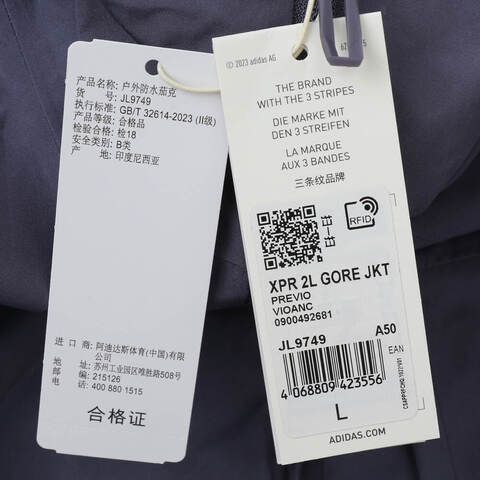 产品名称: 户外防水茄克
货 号: JL9749
执行标准: GB/T 32614-2023 (II级)
产品等级: 合格品
检验合格: 检18
安全类别: B类
产 地: 印度尼西亚
进 口 商: 阿迪达斯体育(中国)有限
公司
地 址: 苏州工业园区唯胜路508号
邮 编: 215126
电 话: 400 880 1515
合格证
© 2023 adidas AG
THE BRAND
WITH THE 3 STRIPES
DIE MARKE MIT
DEN 3 STREIFEN
LA MARQUE
AUX 3 BANDES
三条纹品牌
RFID
XPR 2L GORE JKT
PREVIO
VIOANC
0900492681
JL9749 A50
EAN
4 068809 423556
L
ADIDAS.COM